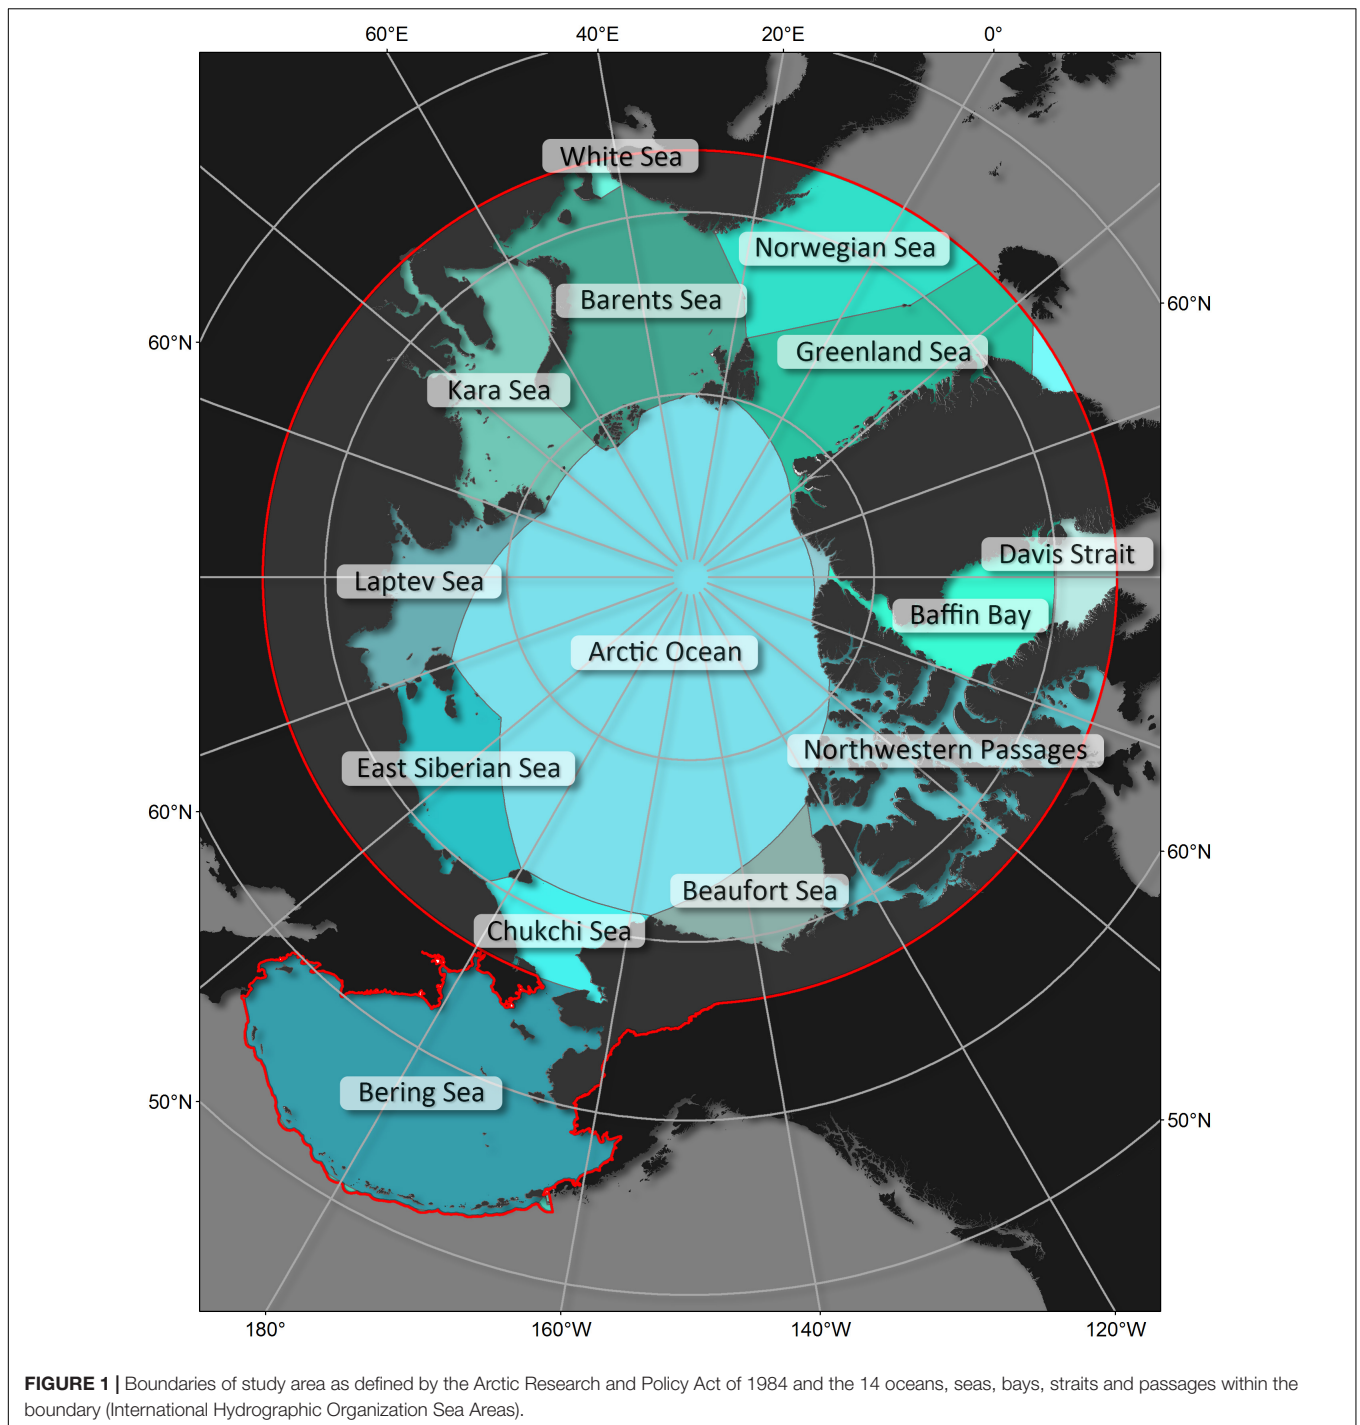 60°E 40°E 20°E 0°
White Sea
Norwegian Sea
Barents Sea
60°N
Greenland Sea
60°N
Kara Sea
Davis Strait
Laptev Sea
Baffin Bay
Arctic Ocean
Northwestern Passages
East Siberian Sea
60°N
60°N
Beaufort Sea
Chukchi Sea
Bering Sea
50°N
50°N
180° 160°W 140°W 120°W
FIGURE 1 | Boundaries of study area as defined by the Arctic Research and Policy Act of 1984 and the 14 oceans, seas, bays, straits and passages within the
boundary (International Hydrographic Organization Sea Areas).